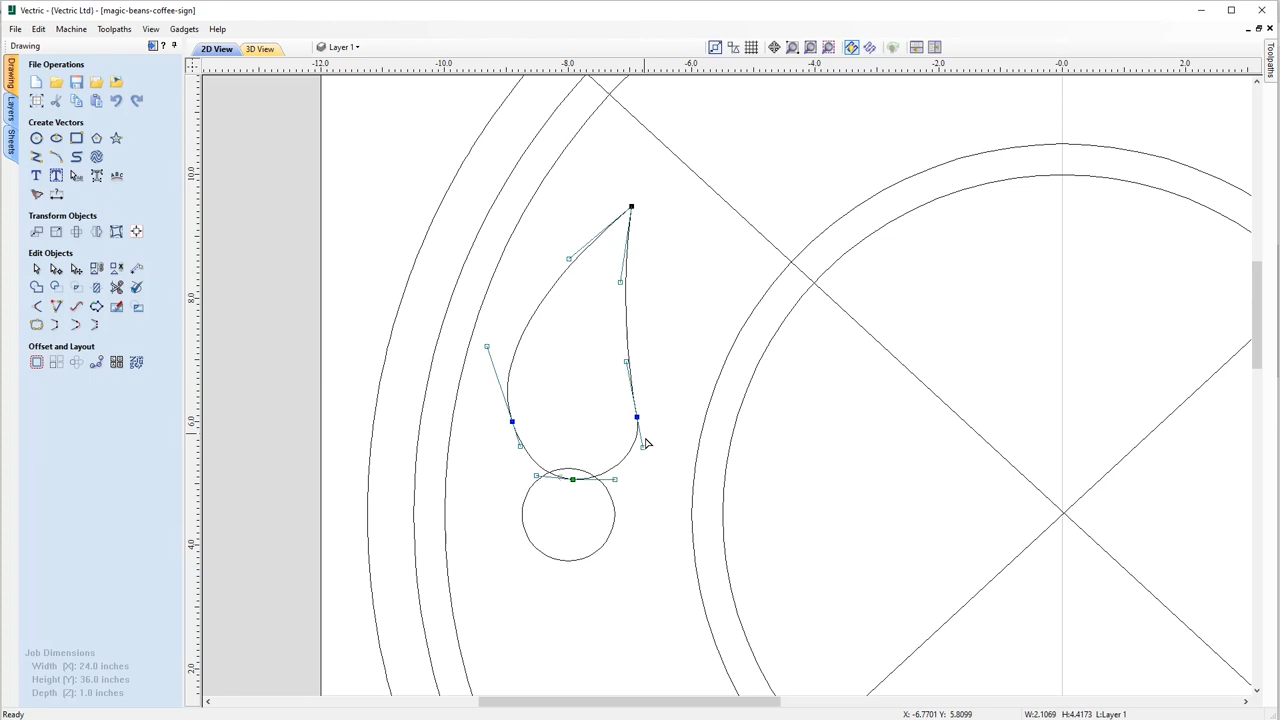 Vectric - {Vectric Ltd} - [magic-beans-coffee-sign]
File Edit Machine Toolpaths View Gadgets Help
Drawing
2D View 3D View Layer 1
File Operations
Create Vectors
Transform Objects
Edit Objects
Offset and Layout
Drawing
Layers
Sheets
Toolpaths
-12.0 -10.0 -8.0 -6.0 -4.0 -2.0 -0.0 2.0
10.0
8.0
6.0
4.0
2.0
Job Dimensions
Width [X]: 24.0 inches
Height [Y]: 36.0 inches
Depth [Z]: 1.0 inches
Ready X: -6.7701 Y: 5.8099 W:2.1069 H:4.4173 L:Layer 1